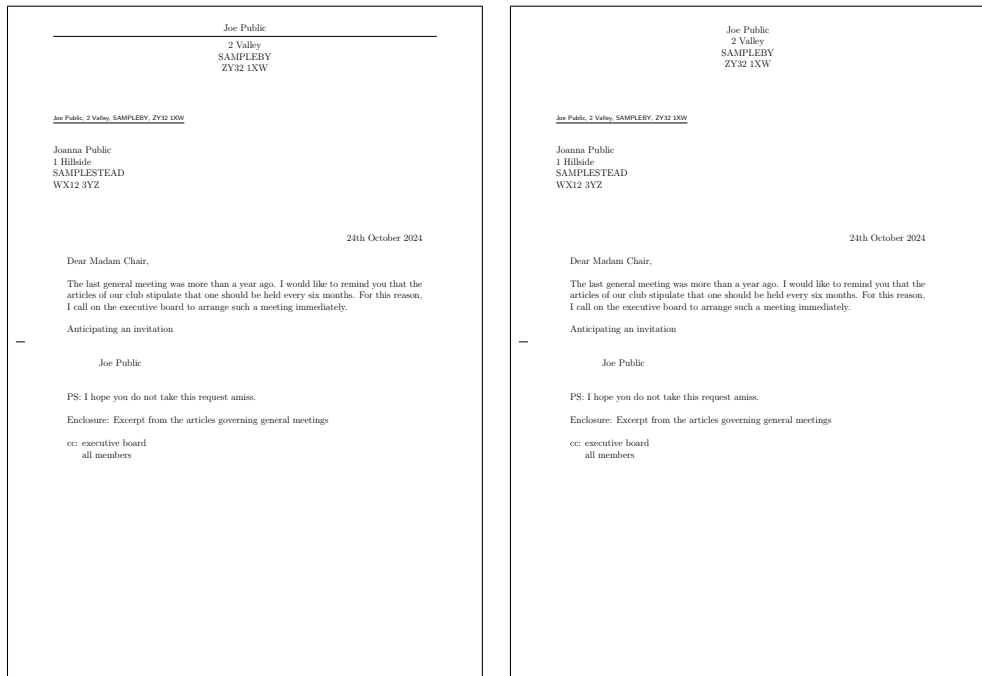 Joe Public
2 Valley
SAMPLEBY
ZY32 1XW
Joe Public, 2 Valley, SAMPLEBY, ZY32 1XW
Joanna Public
1 Hillside
SAMPLESTEAD
WX12 3YZ
24th October 2024
Dear Madam Chair,
The last general meeting was more than a year ago. I would like to remind you that the
articles of our club stipulate that one should be held every six months. For this reason,
I call on the executive board to arrange such a meeting immediately.
Anticipating an invitation
Joe Public
PS: I hope you do not take this request amiss.
Enclosure: Excerpt from the articles governing general meetings
cc: executive board
all members
Joe Public
2 Valley
SAMPLEBY
ZY32 1XW
Joe Public, 2 Valley, SAMPLEBY, ZY32 1XW
Joanna Public
1 Hillside
SAMPLESTEAD
WX12 3YZ
24th October 2024
Dear Madam Chair,
The last general meeting was more than a year ago. I would like to remind you that the
articles of our club stipulate that one should be held every six months. For this reason,
I call on the executive board to arrange such a meeting immediately.
Anticipating an invitation
Joe Public
PS: I hope you do not take this request amiss.
Enclosure: Excerpt from the articles governing general meetings
cc: executive board
all members